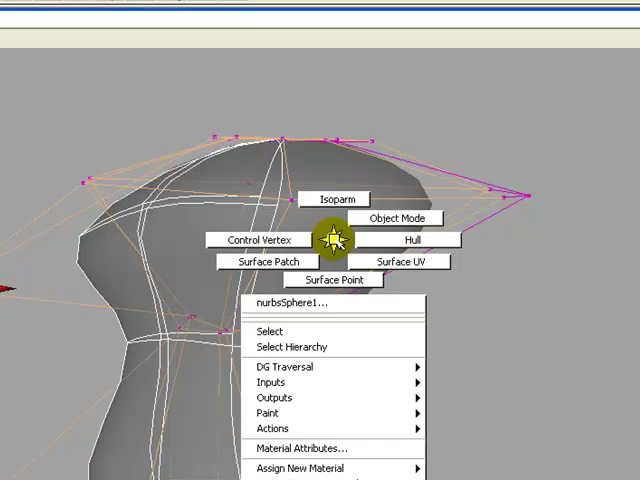 Isoparm
Object Mode
Control Vertex
Hull
Surface Patch
Surface UV
Surface Point
nurbsSphere1...
Select
Select Hierarchy
DG Traversal
Inputs
Outputs
Paint
Actions
Material Attributes...
Assign New Material